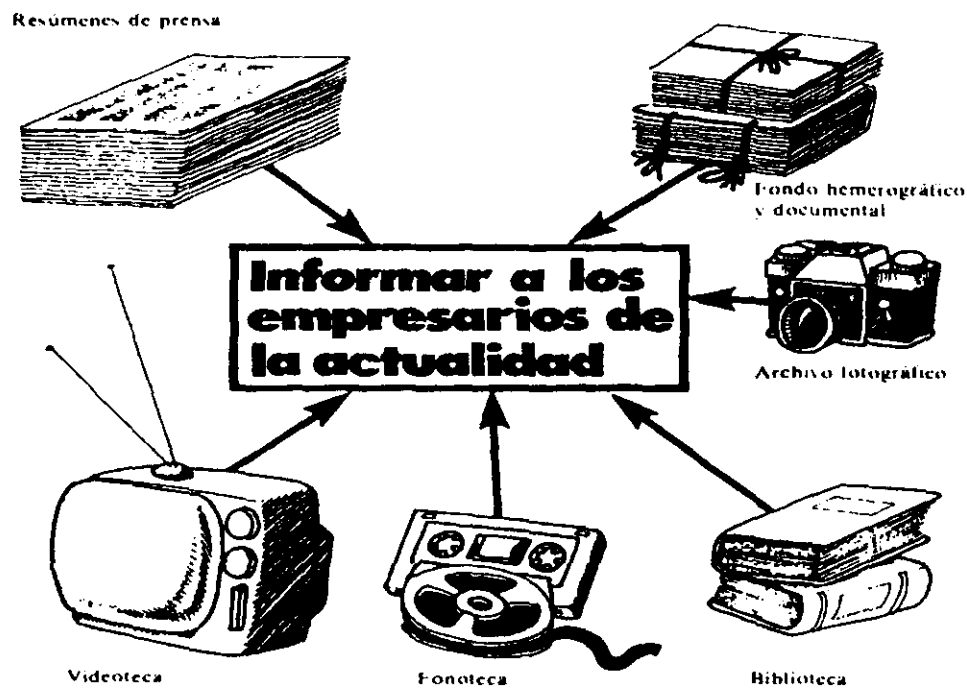 Resúmenes de prensa
Fondo hemerográfico
y documental
Informar a los
empresarios de
la actualidad
Archivo fotográfico
Videoteca
Fonoteca
Biblioteca